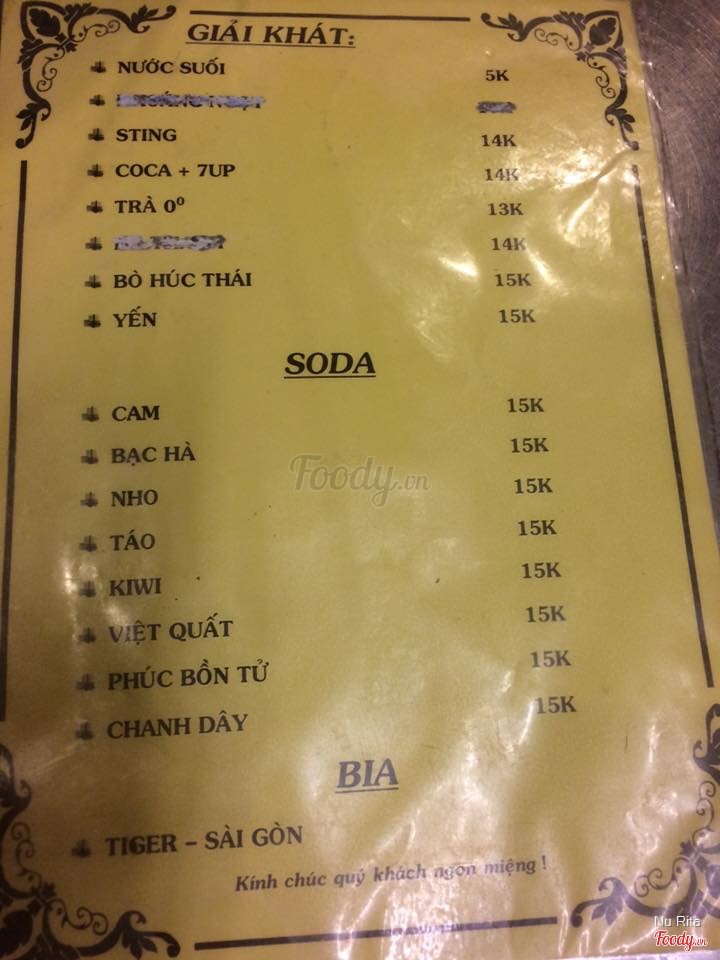 GIẢI KHÁT:
NƯỚC SUỐI 5K
STING 14K
COCA + 7UP 14K
TRÀ 0⁰ 13K
14K
BÒ HÚC THÁI 15K
YẾN 15K
SODA
CAM 15K
BẠC HÀ 15K
NHO 15K
TÁO 15K
KIWI 15K
VIỆT QUẤT 15K
PHÚC BỒN TỬ 15K
CHANH DÂY 15K
BIA
TIGER – SÀI GÒN
Kính chúc quý khách ngon miệng !
Foody.vn
Nu Rita
Foody.vn